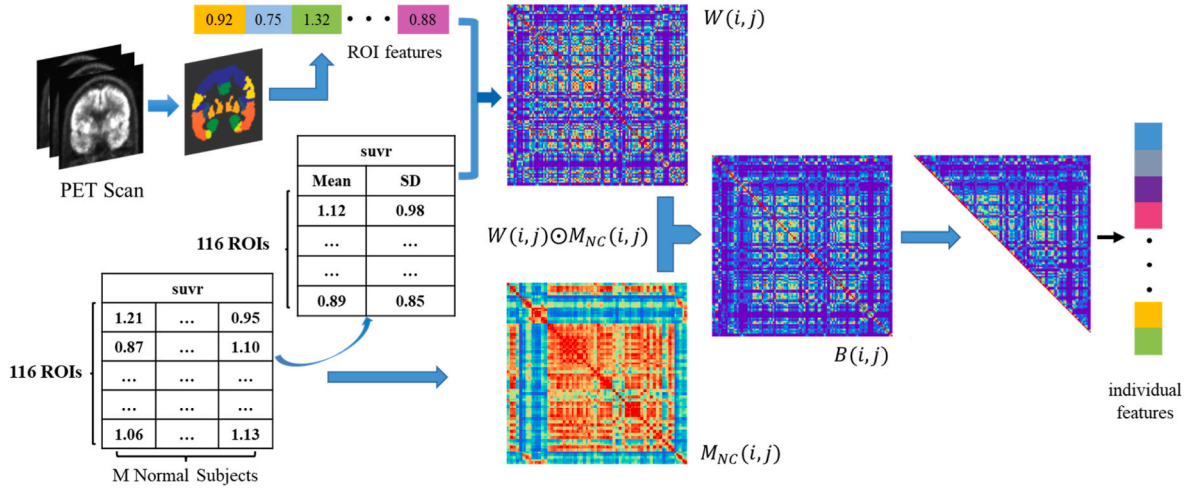 0.92 0.75 1.32 • • • 0.88
ROI features
PET Scan
W(i,j)
suvr
Mean SD
1.12 0.98
... ...
... ...
0.89 0.85
116 ROIs
W(i,j)⊙M_NC(i,j)
suvr
1.21 ... 0.95
0.87 ... 1.10
... ... ...
... ... ...
1.06 ... 1.13
116 ROIs
M Normal Subjects
M_NC(i,j)
B(i,j)
individual
features